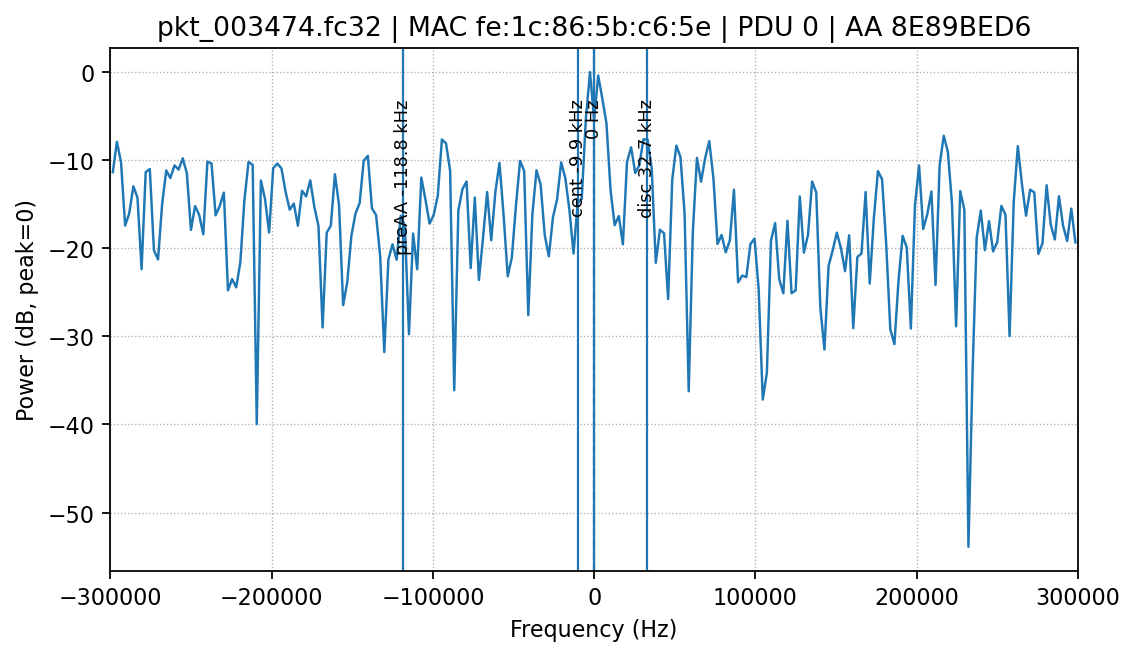 pkt_003474.fc32 | MAC fe:1c:86:5b:c6:5e | PDU 0 | AA 8E89BED6
Power (dB, peak=0)
0
−10
−20
−30
−40
−50
preAA -118.8 kHz
cent -9.9 kHz
0 Hz
disc 32.7 kHz
−300000
−200000
−100000
0
100000
200000
300000
Frequency (Hz)